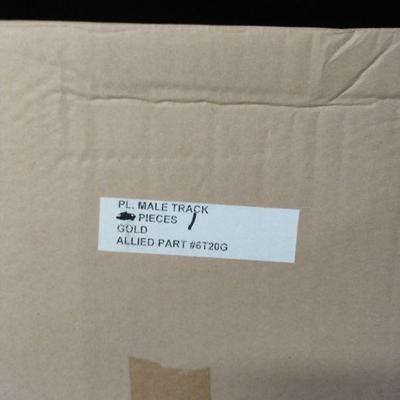 PL. MALE TRACK
PIECES 1
GOLD
ALLIED PART #6T20G